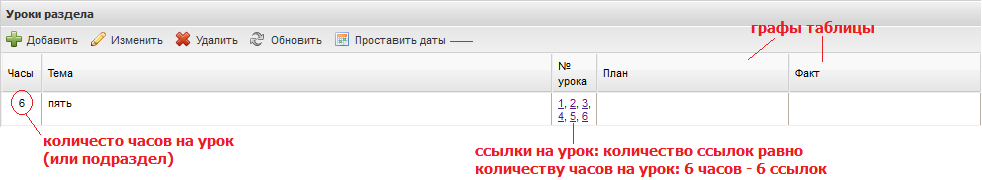 Уроки раздела
графы таблицы
Добавить Изменить Удалить Обновить Проставить даты
Часы Тема № урока План Факт
6 пять 1, 2, 3,
4, 5, 6
количесто часов на урок
(или подраздел)
ссылки на урок: количество ссылок равно
количеству часов на урок: 6 часов - 6 ссылок